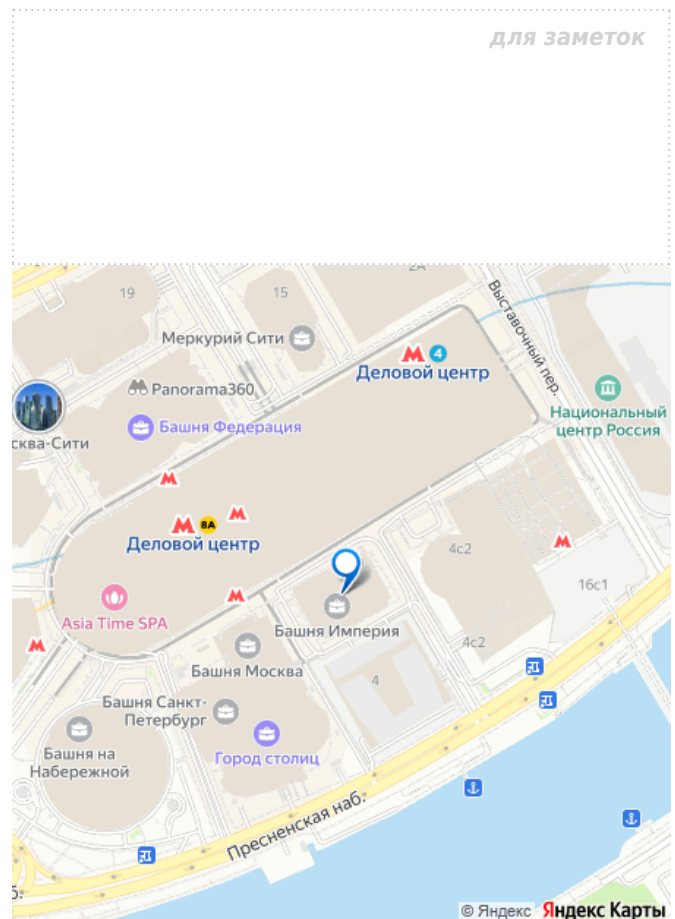 для заметок
2А
19
15
Выставочный пер.
Меркурий Сити
4
Деловой центр
Panorama360
Национальный
центр Россия
Башня Федерация
сква-Сити
8А
Деловой центр
4с2
16с1
Asia Time SPA
Башня Империя
4с2
Башня Москва
4
Башня Санкт-
Петербург
Башня на
Набережной
Город столиц
Пресненская наб.
б:
© Яндекс Яндекс Карты